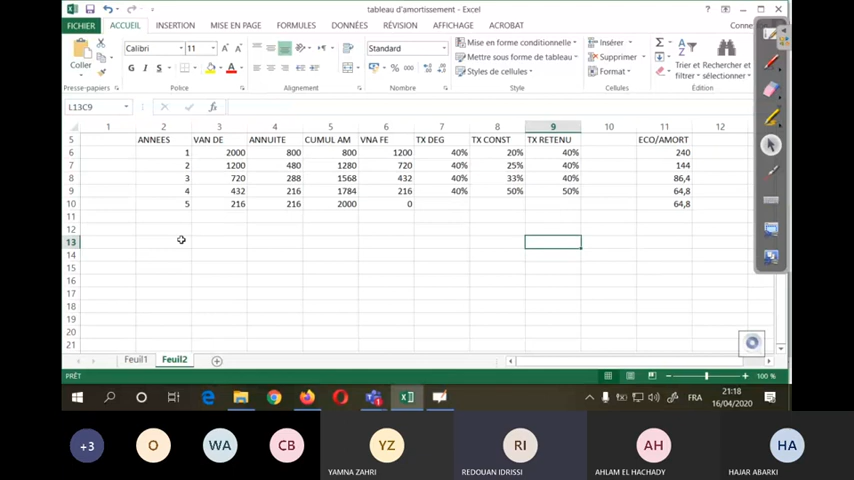 tableau d'amortissement - Excel
FICHIER ACCUEIL INSERTION MISE EN PAGE FORMULES DONNÉES RÉVISION AFFICHAGE ACROBAT Conne
Coller
Calibri 11
Standard
Mise en forme conditionnelle
Mettre sous forme de tableau
Styles de cellules
Insérer
Supprimer
Format
Trier et Rechercher et
filtrer sélectionner
Presse-papiers Police Alignement Nombre Style Cellules Édition
L13C9
1 2 3 4 5 6 7 8 9 10 11 12
5 ANNEES VAN DE ANNUITE CUMUL AM VNA FE TX DEG TX CONST TX RETENU ECO/AMORT
6 1 2000 800 800 1200 40% 20% 40% 240
7 2 1200 480 1280 720 40% 25% 40% 144
8 3 720 288 1568 432 40% 33% 40% 86,4
9 4 432 216 1784 216 40% 50% 50% 64,8
10 5 216 216 2000 0 64,8
11
12
13
14
15
16
17
18
19
20
21
Feuil1 Feuil2
PRÊT 100 %
FRA
21:18
16/04/2020
+3 O WA CB YZ RI AH HA
YAMNA ZAHRI REDOUAN IDRISSI AHLAM EL HACHADY HAJAR ABARKI